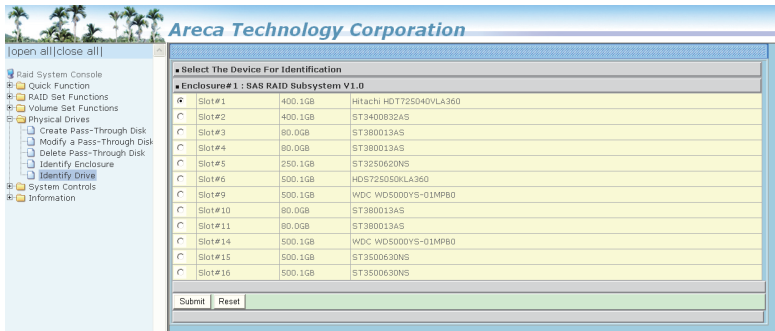 Areca Technology Corporation
|open all|close all|
Raid System Console
Quick Function
RAID Set Functions
Volume Set Functions
Physical Drives
Create Pass-Through Disk
Modify a Pass-Through Disk
Delete Pass-Through Disk
Identify Enclosure
Identify Drive
System Controls
Information
Select The Device For Identification
Enclosure#1 : SAS RAID Subsystem V1.0
Slot#1 400.1GB Hitachi HDT725040VLA360
Slot#2 400.1GB ST3400832AS
Slot#3 80.0GB ST380013AS
Slot#4 80.0GB ST380013AS
Slot#5 250.1GB ST3250620NS
Slot#6 500.1GB HDS725050KLA360
Slot#9 500.1GB WDC WD5000YS-01MPB0
Slot#10 80.0GB ST380013AS
Slot#11 80.0GB ST380013AS
Slot#14 500.1GB WDC WD5000YS-01MPB0
Slot#15 500.1GB ST3500630NS
Slot#16 500.1GB ST3500630NS
Submit Reset